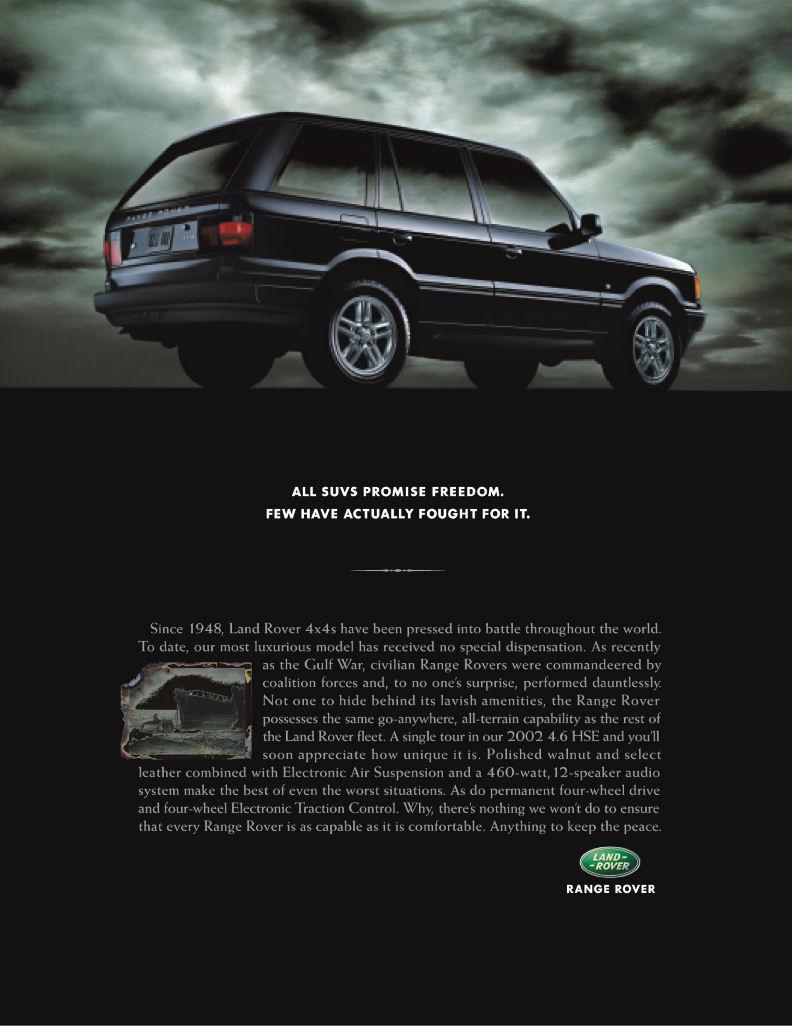 RANGE ROVER
ALL SUVS PROMISE FREEDOM.
FEW HAVE ACTUALLY FOUGHT FOR IT.
Since 1948, Land Rover 4x4s have been pressed into battle throughout the world.
To date, our most luxurious model has received no special dispensation. As recently
as the Gulf War, civilian Range Rovers were commandeered by
coalition forces and, to no one's surprise, performed dauntlessly.
Not one to hide behind its lavish amenities, the Range Rover
possesses the same go-anywhere, all-terrain capability as the rest of
the Land Rover fleet. A single tour in our 2002 4.6 HSE and you'll
soon appreciate how unique it is. Polished walnut and select
leather combined with Electronic Air Suspension and a 460-watt, 12-speaker audio
system make the best of even the worst situations. As do permanent four-wheel drive
and four-wheel Electronic Traction Control. Why, there's nothing we won't do to ensure
that every Range Rover is as capable as it is comfortable. Anything to keep the peace.
LAND-
-ROVER
RANGE ROVER